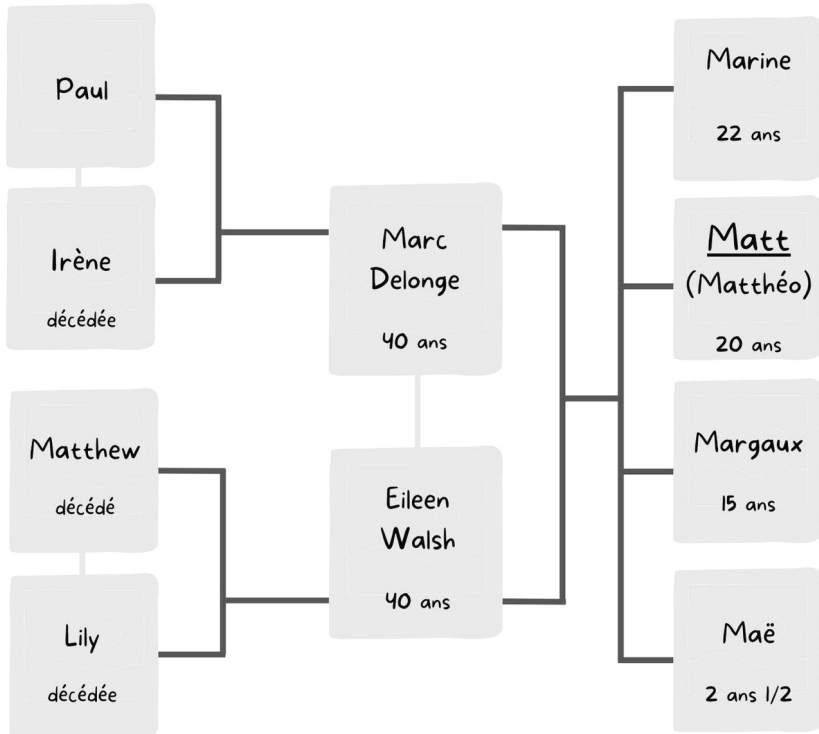 Paul
Irène
décédée
Matthew
décédé
Lily
décédée
Marc
Delonge
40 ans
Eileen
Walsh
40 ans
Marine
22 ans
Matt
(Matthéo)
20 ans
Margaux
15 ans
Maë
2 ans 1/2